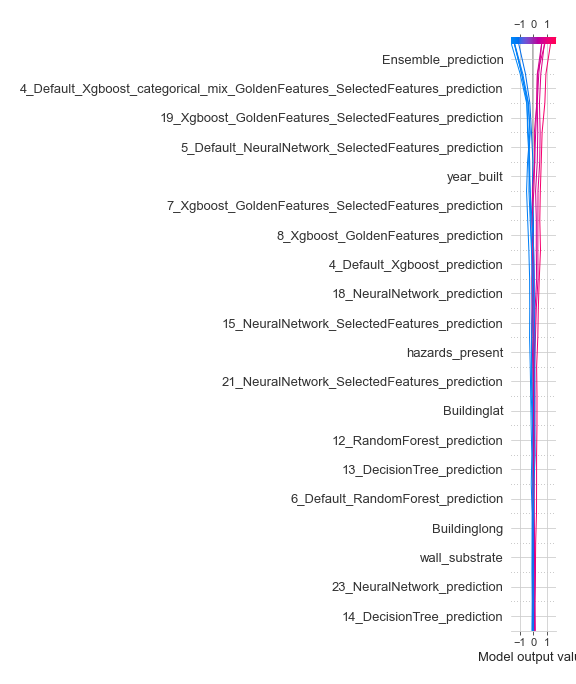 −1 0 1
Ensemble_prediction
4_Default_Xgboost_categorical_mix_GoldenFeatures_SelectedFeatures_prediction
19_Xgboost_GoldenFeatures_SelectedFeatures_prediction
5_Default_NeuralNetwork_SelectedFeatures_prediction
year_built
7_Xgboost_GoldenFeatures_SelectedFeatures_prediction
8_Xgboost_GoldenFeatures_prediction
4_Default_Xgboost_prediction
18_NeuralNetwork_prediction
15_NeuralNetwork_SelectedFeatures_prediction
hazards_present
21_NeuralNetwork_SelectedFeatures_prediction
Buildinglat
12_RandomForest_prediction
13_DecisionTree_prediction
6_Default_RandomForest_prediction
Buildinglong
wall_substrate
23_NeuralNetwork_prediction
14_DecisionTree_prediction
−1 0 1
Model output valu